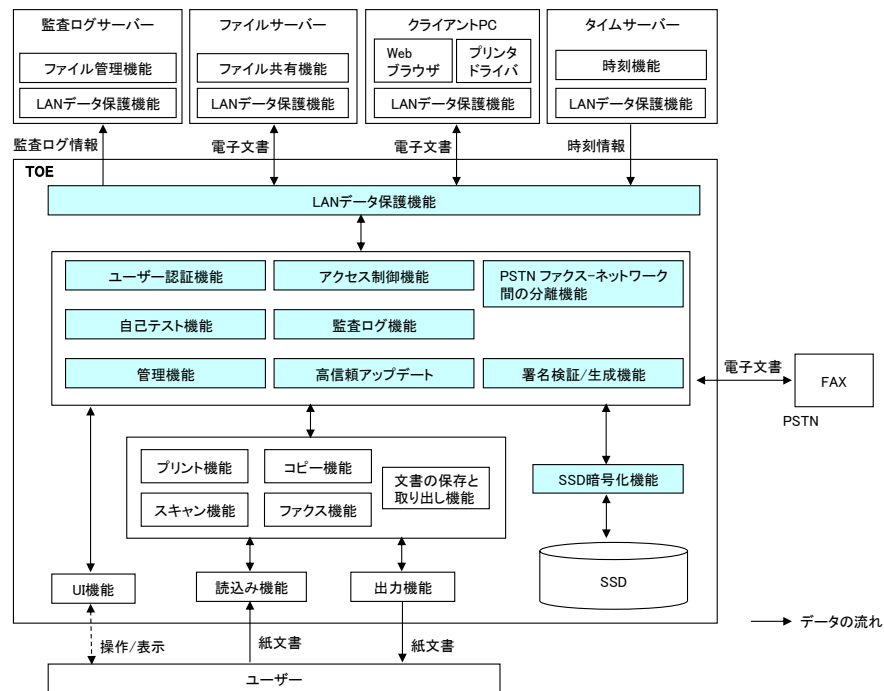 監査ログサーバー
ファイルサーバー
クライアントPC
タイムサーバー
ファイル管理機能
ファイル共有機能
Web
ブラウザ
プリンタ
ドライバ
時刻機能
LANデータ保護機能
LANデータ保護機能
LANデータ保護機能
LANデータ保護機能
監査ログ情報
電子文書
電子文書
時刻情報
TOE
LANデータ保護機能
ユーザー認証機能
アクセス制御機能
PSTN ファクス-ネットワーク
間の分離機能
自己テスト機能
監査ログ機能
管理機能
高信頼アップデート
署名検証/生成機能
電子文書
FAX
PSTN
プリント機能
コピー機能
文書の保存と
取り出し機能
スキャン機能
ファクス機能
SSD暗号化機能
SSD
UI機能
読込み機能
出力機能
データの流れ
操作/表示
紙文書
紙文書
ユーザー